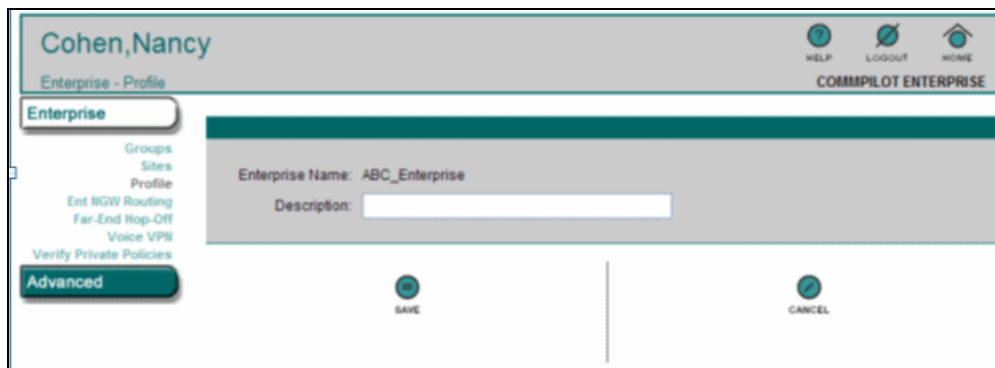 Cohen,Nancy
HELP LOGOUT HOME
Enterprise - Profile
COMMPILOT ENTERPRISE
Enterprise
Groups
Sites
Profile
Ent NGW Routing
Far-End Hop-Off
Voice VPN
Verify Private Policies
Advanced
Enterprise Name: ABC_Enterprise
Description:
SAVE
CANCEL